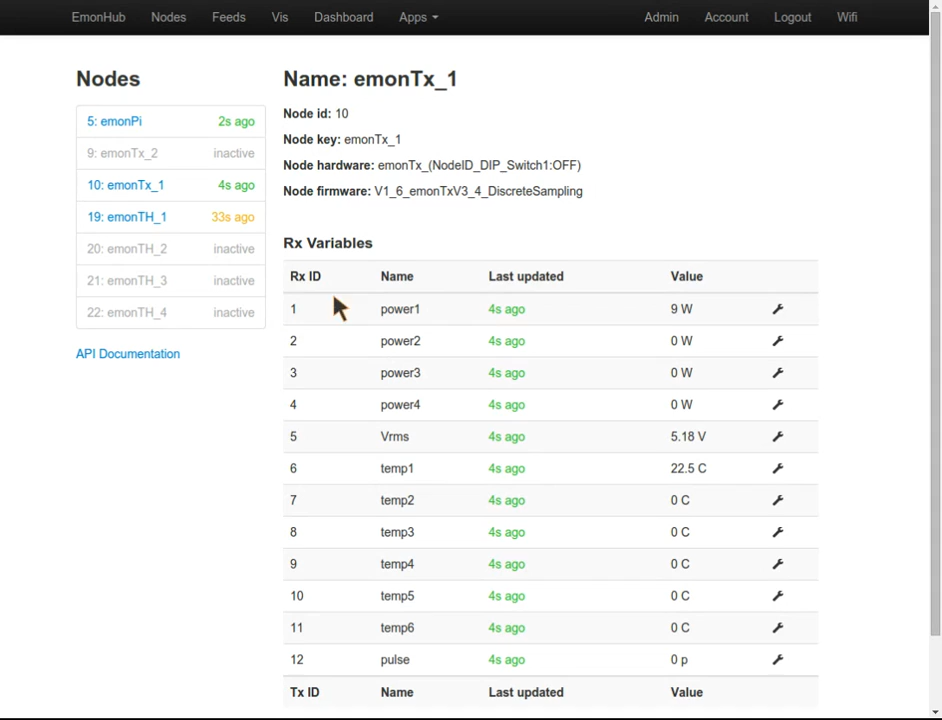 EmonHub Nodes Feeds Vis Dashboard Apps Admin Account Logout Wifi
Nodes
5: emonPi 2s ago
9: emonTx_2 inactive
10: emonTx_1 4s ago
19: emonTH_1 33s ago
20: emonTH_2 inactive
21: emonTH_3 inactive
22: emonTH_4 inactive
API Documentation
Name: emonTx_1
Node id: 10
Node key: emonTx_1
Node hardware: emonTx_(NodeID_DIP_Switch1:OFF)
Node firmware: V1_6_emonTxV3_4_DiscreteSampling
Rx Variables
Rx ID Name Last updated Value
1 power1 4s ago 9 W
2 power2 4s ago 0 W
3 power3 4s ago 0 W
4 power4 4s ago 0 W
5 Vrms 4s ago 5.18 V
6 temp1 4s ago 22.5 C
7 temp2 4s ago 0 C
8 temp3 4s ago 0 C
9 temp4 4s ago 0 C
10 temp5 4s ago 0 C
11 temp6 4s ago 0 C
12 pulse 4s ago 0 p
Tx ID Name Last updated Value